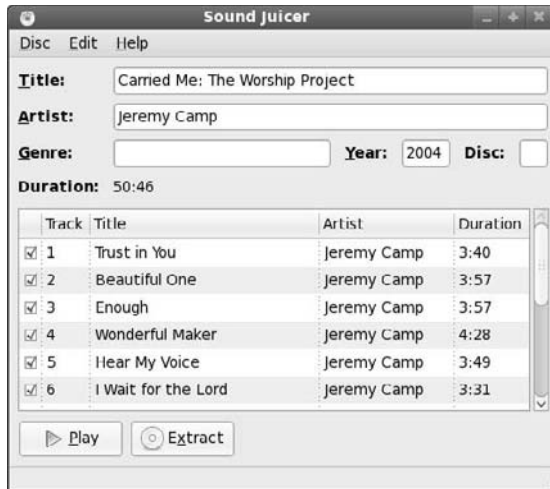 Sound Juicer
Disc Edit Help
Title: Carried Me: The Worship Project
Artist: Jeremy Camp
Genre: Year: 2004 Disc:
Duration: 50:46
Track Title Artist Duration
1 Trust in You Jeremy Camp 3:40
2 Beautiful One Jeremy Camp 3:57
3 Enough Jeremy Camp 3:57
4 Wonderful Maker Jeremy Camp 4:28
5 Hear My Voice Jeremy Camp 3:49
6 I Wait for the Lord Jeremy Camp 3:31
Play Extract